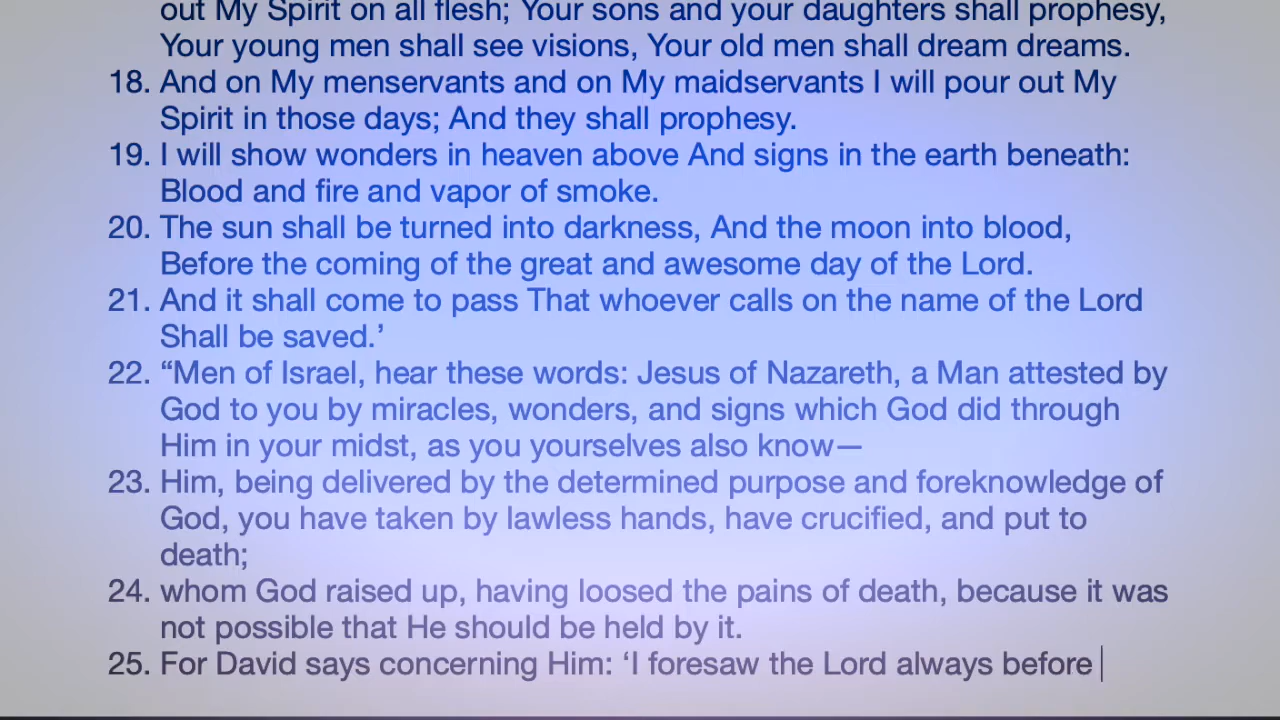 out My Spirit on all flesh; Your sons and your daughters shall prophesy,
Your young men shall see visions, Your old men shall dream dreams.
18. And on My menservants and on My maidservants I will pour out My
Spirit in those days; And they shall prophesy.
19. I will show wonders in heaven above And signs in the earth beneath:
Blood and fire and vapor of smoke.
20. The sun shall be turned into darkness, And the moon into blood,
Before the coming of the great and awesome day of the Lord.
21. And it shall come to pass That whoever calls on the name of the Lord
Shall be saved.’
22. “Men of Israel, hear these words: Jesus of Nazareth, a Man attested by
God to you by miracles, wonders, and signs which God did through
Him in your midst, as you yourselves also know—
23. Him, being delivered by the determined purpose and foreknowledge of
God, you have taken by lawless hands, have crucified, and put to
death;
24. whom God raised up, having loosed the pains of death, because it was
not possible that He should be held by it.
25. For David says concerning Him: ‘I foresaw the Lord always before